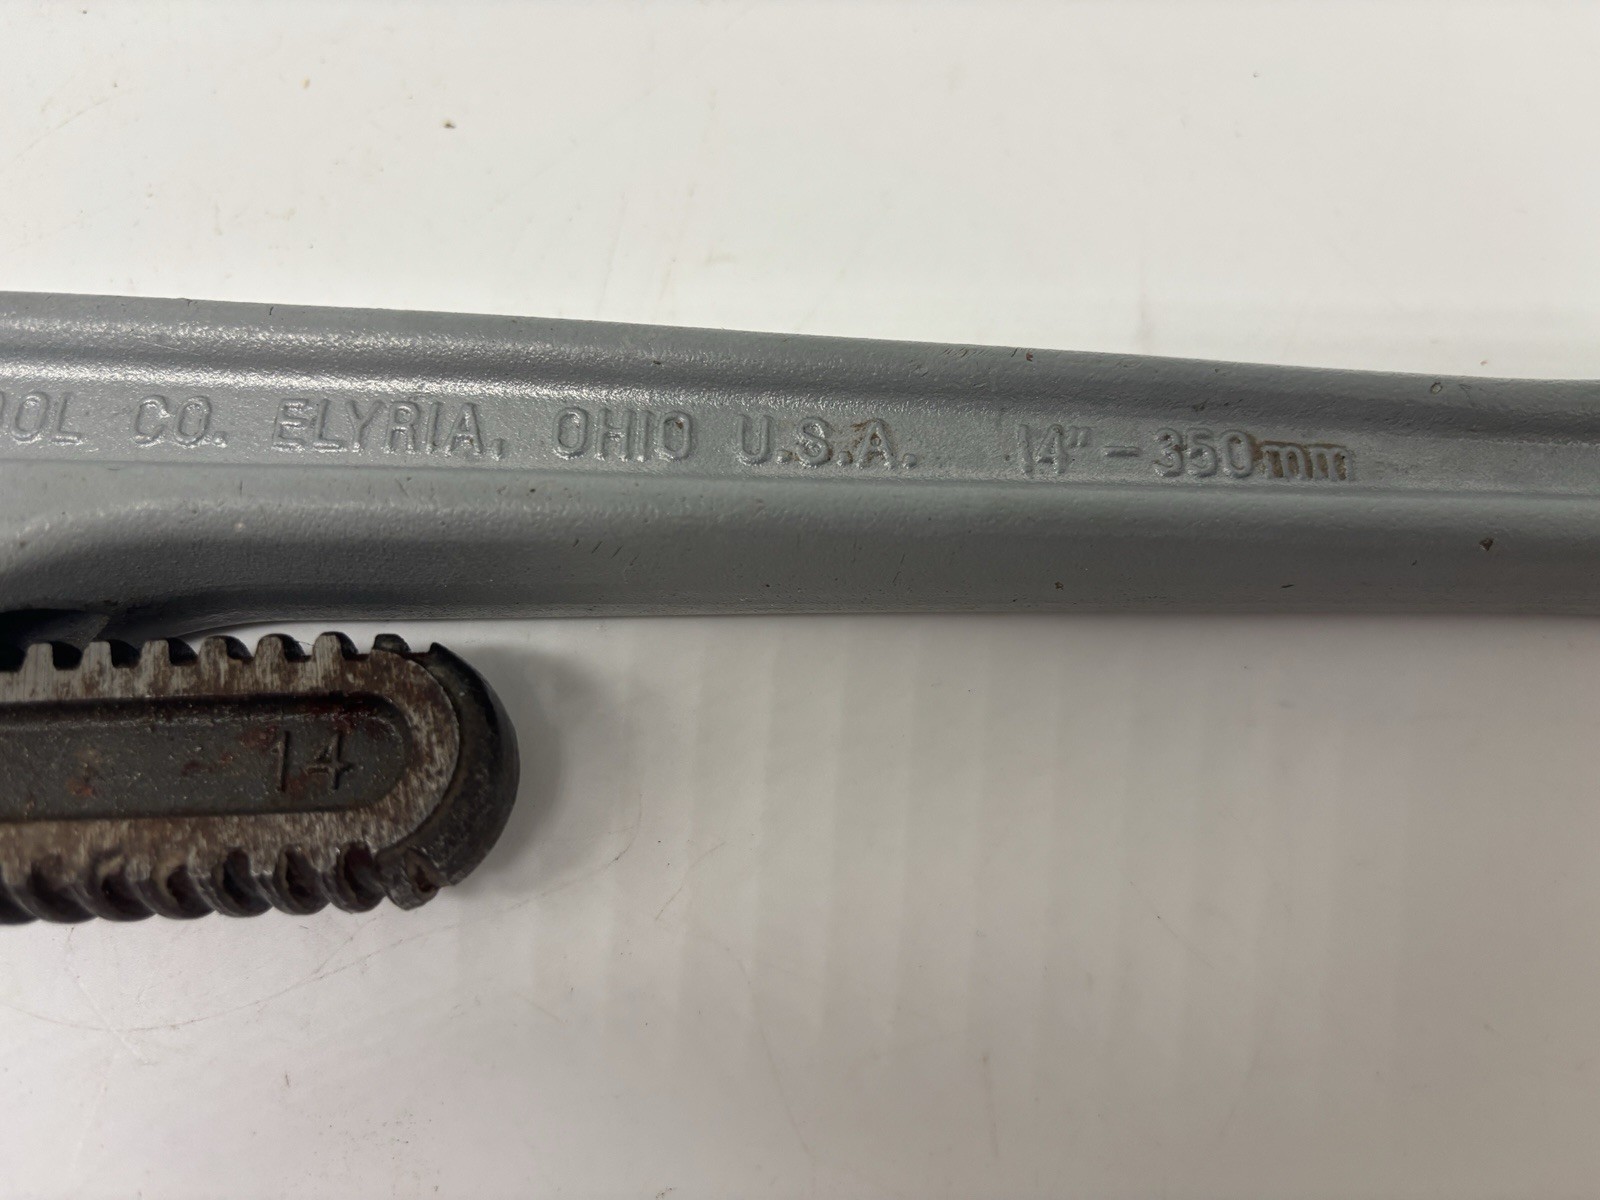 OOL CO. ELYRIA, OHIO U.S.A. 14" - 350mm
14